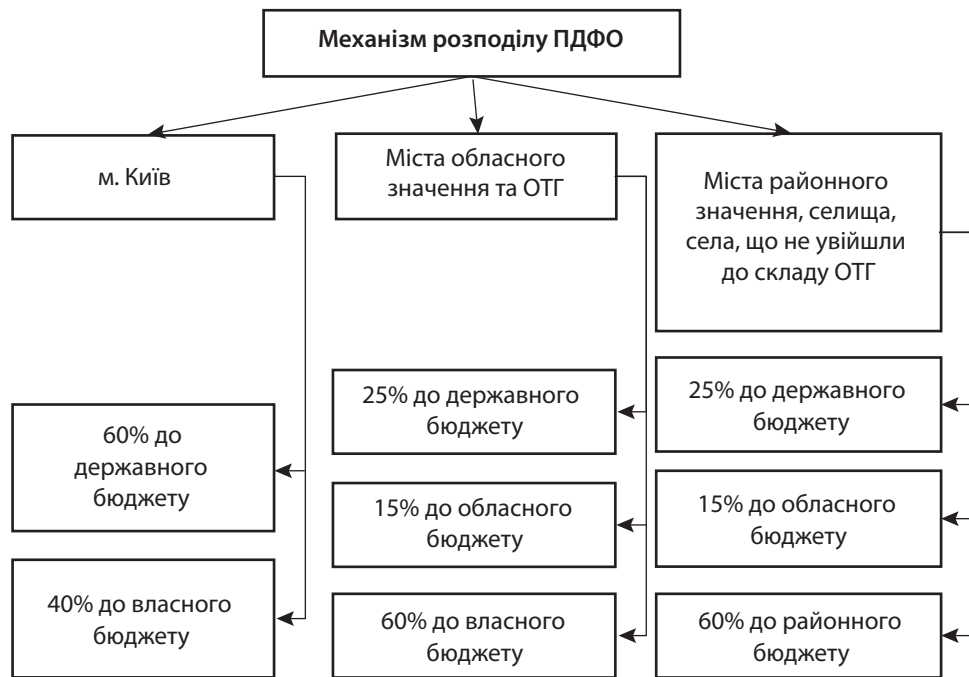 Механізм розподілу ПДФО
м. Київ
Міста обласного
значення та ОТГ
Міста районного
значення, селища,
села, що не увійшли
до складу ОТГ
60% до
державного
бюджету
40% до власного
бюджету
25% до державного
бюджету
15% до обласного
бюджету
60% до власного
бюджету
25% до державного
бюджету
15% до обласного
бюджету
60% до районного
бюджету